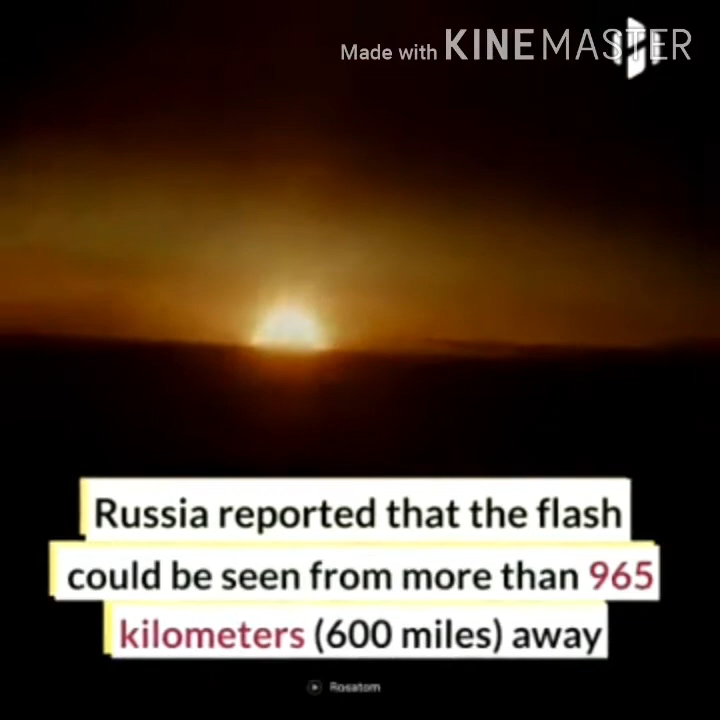 Made with KINEMASTER
Russia reported that the flash
could be seen from more than 965
kilometers (600 miles) away
Rosatom